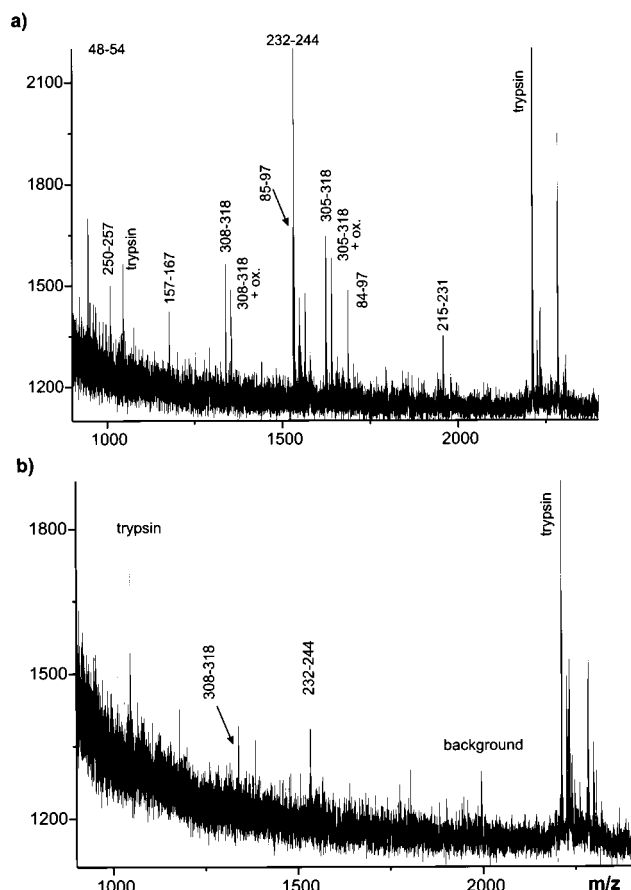 a)
48-54
232-244
2100
trypsin
85-97
1800
305-318
308-318
305-318
+ ox.
250-257
trypsin
308-318
+ ox.
84-97
157-167
215-231
1500
1200
1000
1500
2000
b)
1800
trypsin
trypsin
308-318
232-244
1500
background
1200
1000
1500
2000
m/z